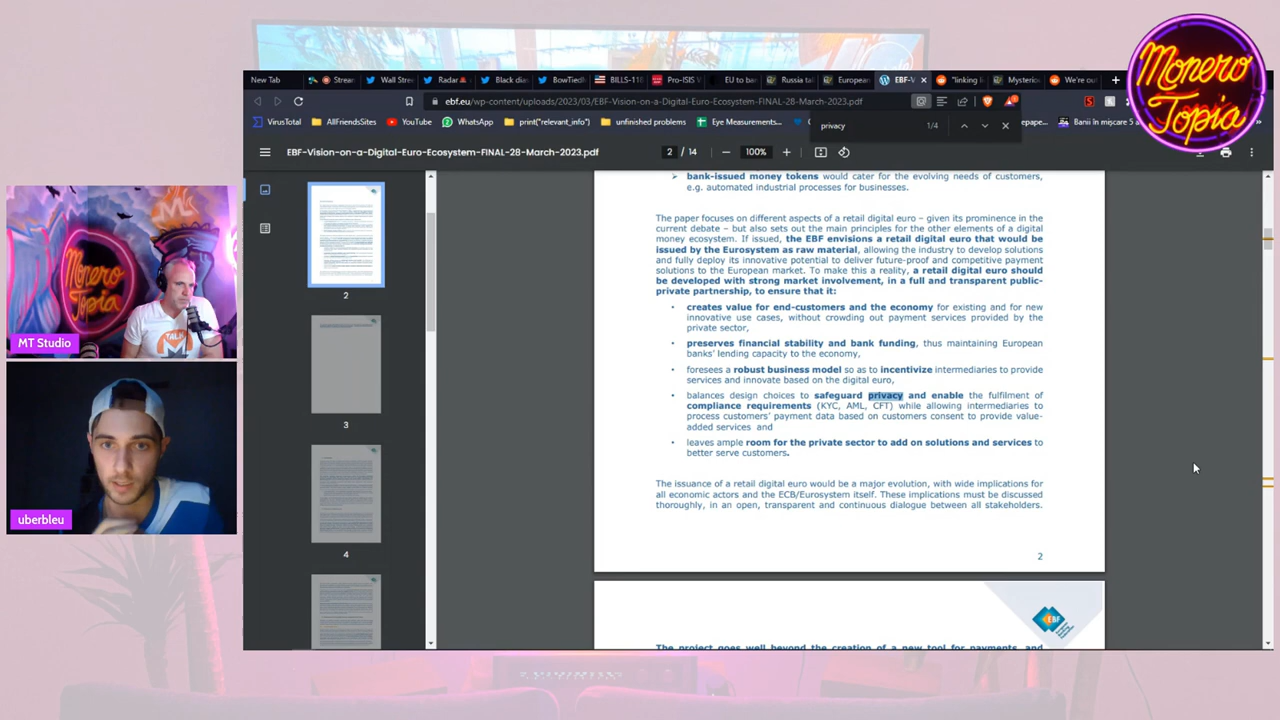 New Tab
Strean
Wall Stre
Radar
Black dia
BowTiedl
BILLS-118
Pro-ISIS V
EU to bar
Russia tal
European
EBF-V
"linking l
Mysterio
We're out
ebf.eu/wp-content/uploads/2023/03/EBF-Vision-on-a-Digital-Euro-Ecosystem-FINAL-28-March-2023.pdf
VirusTotal
AllFriendsSites
YouTube
WhatsApp
print("relevant_info")
unfinished problems
Eye Measurements...
Banii în mișcare 5
privacy
1/4
EBF-Vision-on-a-Digital-Euro-Ecosystem-FINAL-28-March-2023.pdf
2 / 14
100%
Monero
Topia
MT Studio
uberbleu
2
3
4
bank-issued money tokens would cater for the evolving needs of customers,
e.g. automated industrial processes for businesses.
The paper focuses on different aspects of a retail digital euro – given its prominence in the
current debate – but also sets out the main principles for the other elements of a digital
money ecosystem. If issued, the EBF envisions a retail digital euro that would be
issued by the Eurosystem as raw material, allowing the industry to develop solutions
and fully deploy its innovative potential to deliver future-proof and competitive payment
solutions to the European market. To make this a reality, a retail digital euro should
be developed with strong market involvement, in a full and transparent public-
private partnership, to ensure that it:
• creates value for end-customers and the economy for existing and for new
innovative use cases, without crowding out payment services provided by the
private sector,
• preserves financial stability and bank funding, thus maintaining European
banks' lending capacity to the economy,
• foresees a robust business model so as to incentivize intermediaries to provide
services and innovate based on the digital euro,
• balances design choices to safeguard privacy and enable the fulfilment of
compliance requirements (KYC, AML, CFT) while allowing intermediaries to
process customers' payment data based on customers consent to provide value-
added services and
• leaves ample room for the private sector to add on solutions and services to
better serve customers.
The issuance of a retail digital euro would be a major evolution, with wide implications for
all economic actors and the ECB/Eurosystem itself. These implications must be discussed
thoroughly, in an open, transparent and continuous dialogue between all stakeholders.
2
EBF
The project goes well beyond the creation of a new tool for payments, and